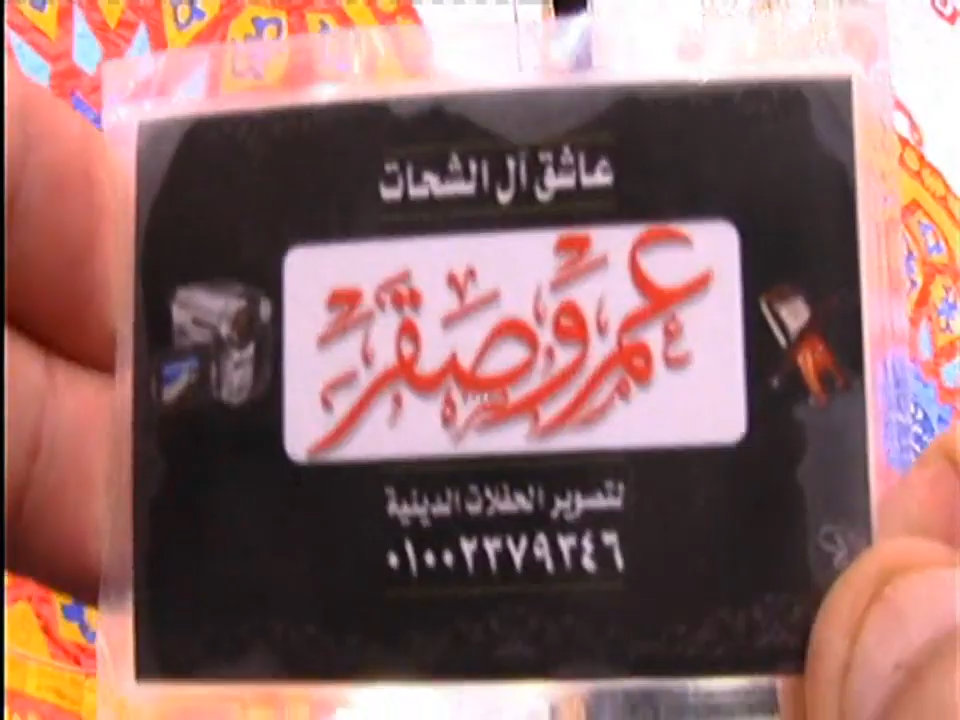 عاشق آل الشحات
عمرو صقر
لتصوير الحفلات الدينية
٠١٠٠٢٣٧٩٣٤٦